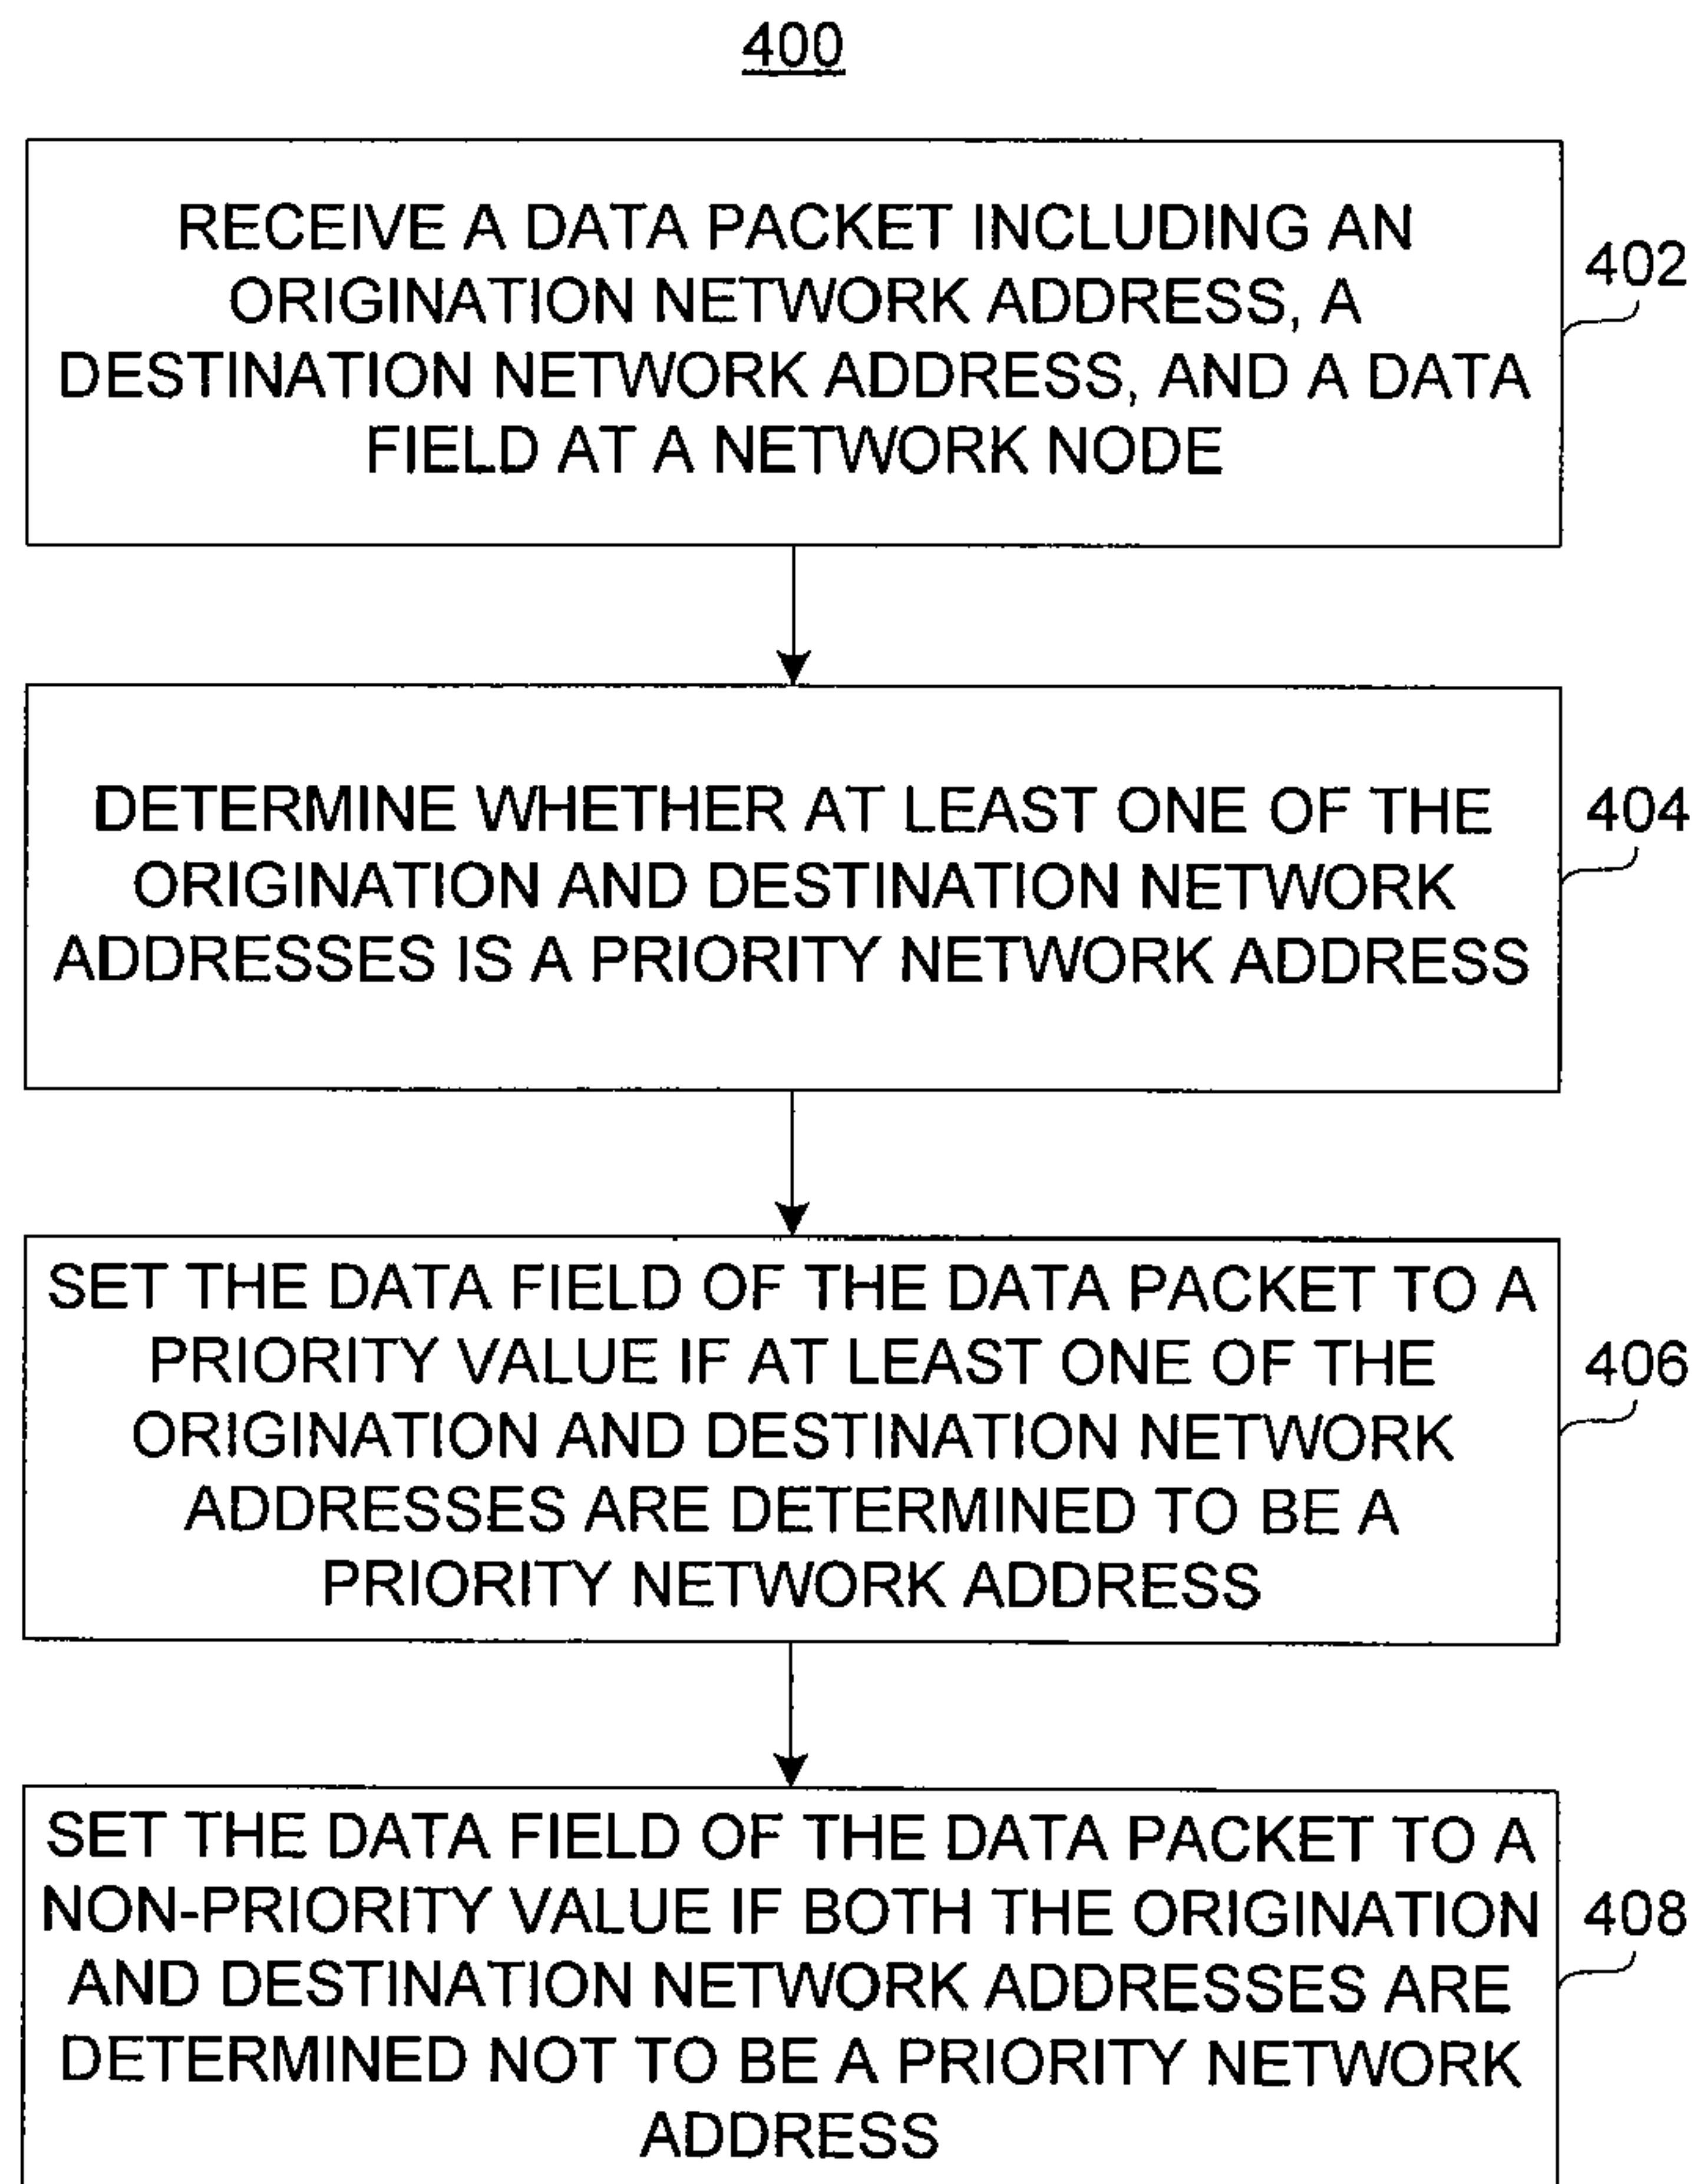 400
RECEIVE A DATA PACKET INCLUDING AN
ORIGINATION NETWORK ADDRESS, A
DESTINATION NETWORK ADDRESS, AND A DATA
FIELD AT A NETWORK NODE
402
DETERMINE WHETHER AT LEAST ONE OF THE
ORIGINATION AND DESTINATION NETWORK
ADDRESSES IS A PRIORITY NETWORK ADDRESS
404
SET THE DATA FIELD OF THE DATA PACKET TO A
PRIORITY VALUE IF AT LEAST ONE OF THE
ORIGINATION AND DESTINATION NETWORK
ADDRESSES ARE DETERMINED TO BE A
PRIORITY NETWORK ADDRESS
406
SET THE DATA FIELD OF THE DATA PACKET TO A
NON-PRIORITY VALUE IF BOTH THE ORIGINATION
AND DESTINATION NETWORK ADDRESSES ARE
DETERMINED NOT TO BE A PRIORITY NETWORK
ADDRESS
408